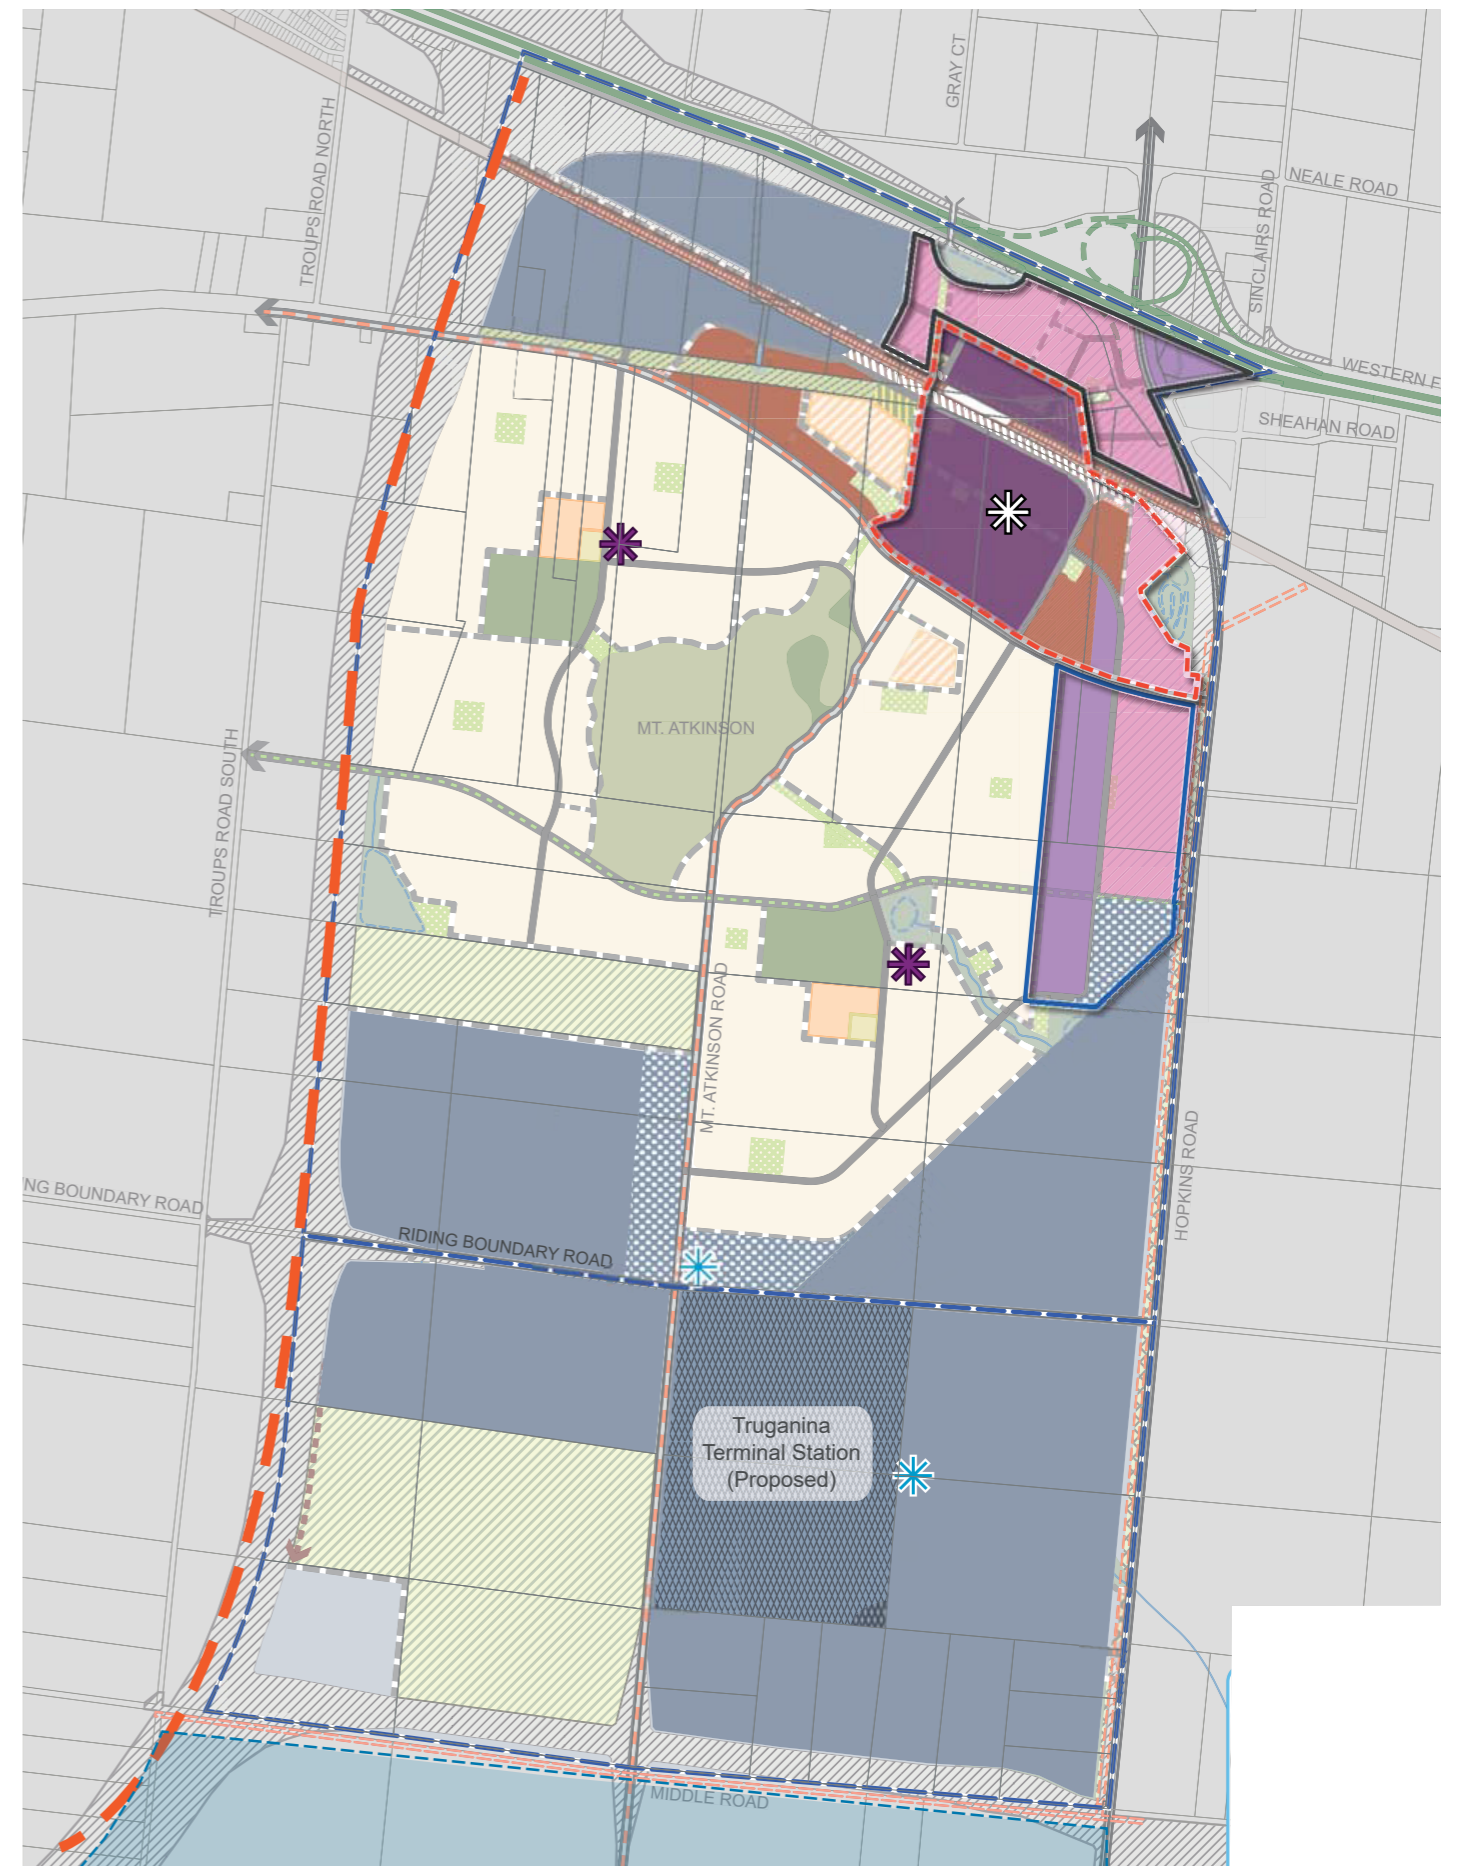 GRAY CT
TROUPS ROAD NORTH
NEALE ROAD
SINCLAIRS ROAD
WESTERN F
SHEAHAN ROAD
MT. ATKINSON
TROUPS ROAD SOUTH
MT. ATKINSON ROAD
HOPKINS ROAD
NG BOUNDARY ROAD
RIDING BOUNDARY ROAD
Truganina
Terminal Station
(Proposed)
MIDDLE ROAD